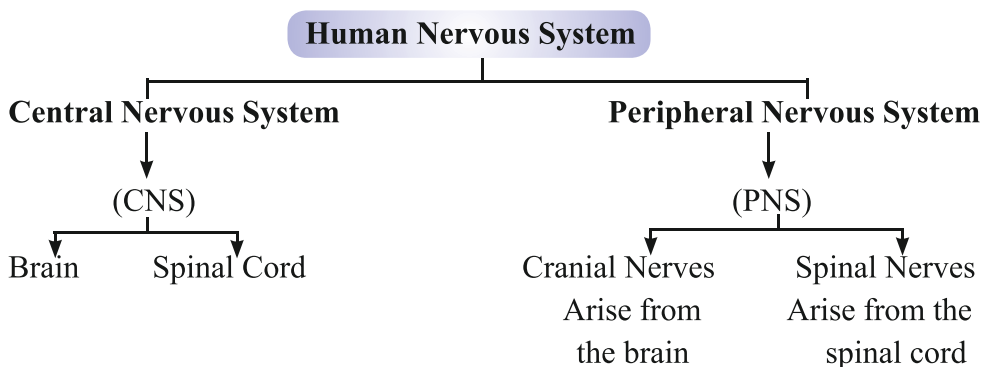 Human Nervous System
Central Nervous System
Peripheral Nervous System
(CNS)
(PNS)
Brain
Spinal Cord
Cranial Nerves
Arise from
the brain
Spinal Nerves
Arise from the
spinal cord